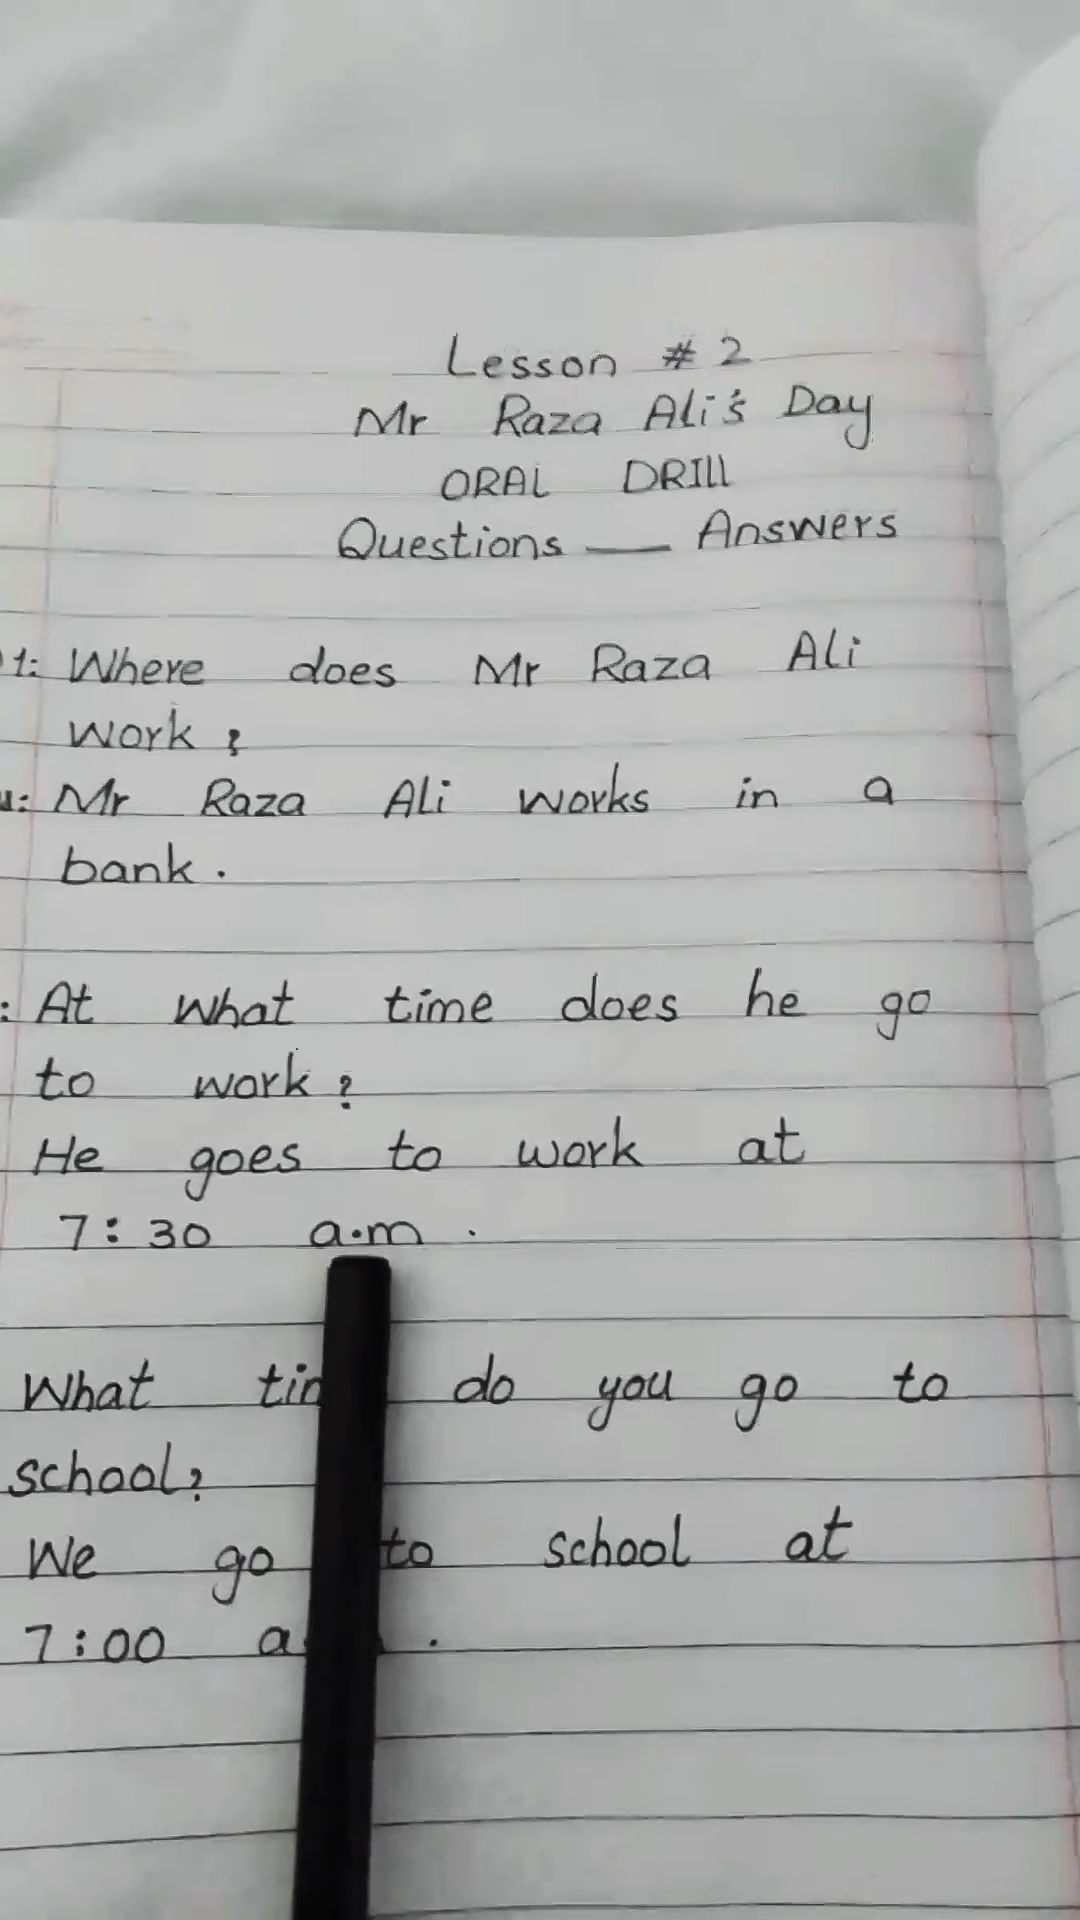 Lesson # 2
Mr Raza Ali's Day
ORAL DRILL
Questions — Answers
1: Where does Mr Raza Ali
work?
: Mr Raza Ali works in a
bank.
: At what time does he go
to work?
He goes to work at
7:30 a.m.
What do you go to
school?
We go to school at
7:00 a .